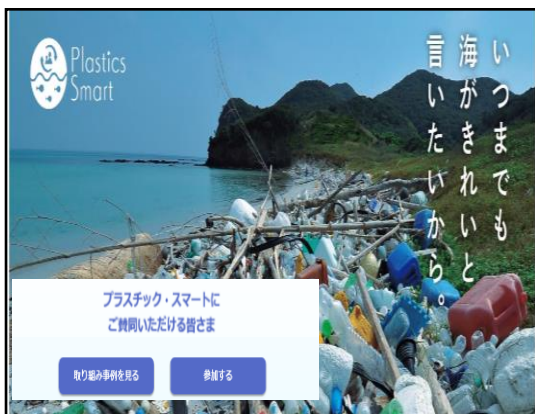 Plastics
Smart
いつまでも
海がきれいと
言いたいから。
プラスチック・スマートに
ご賛同いただける皆さま
取り組み事例を見る
参加する